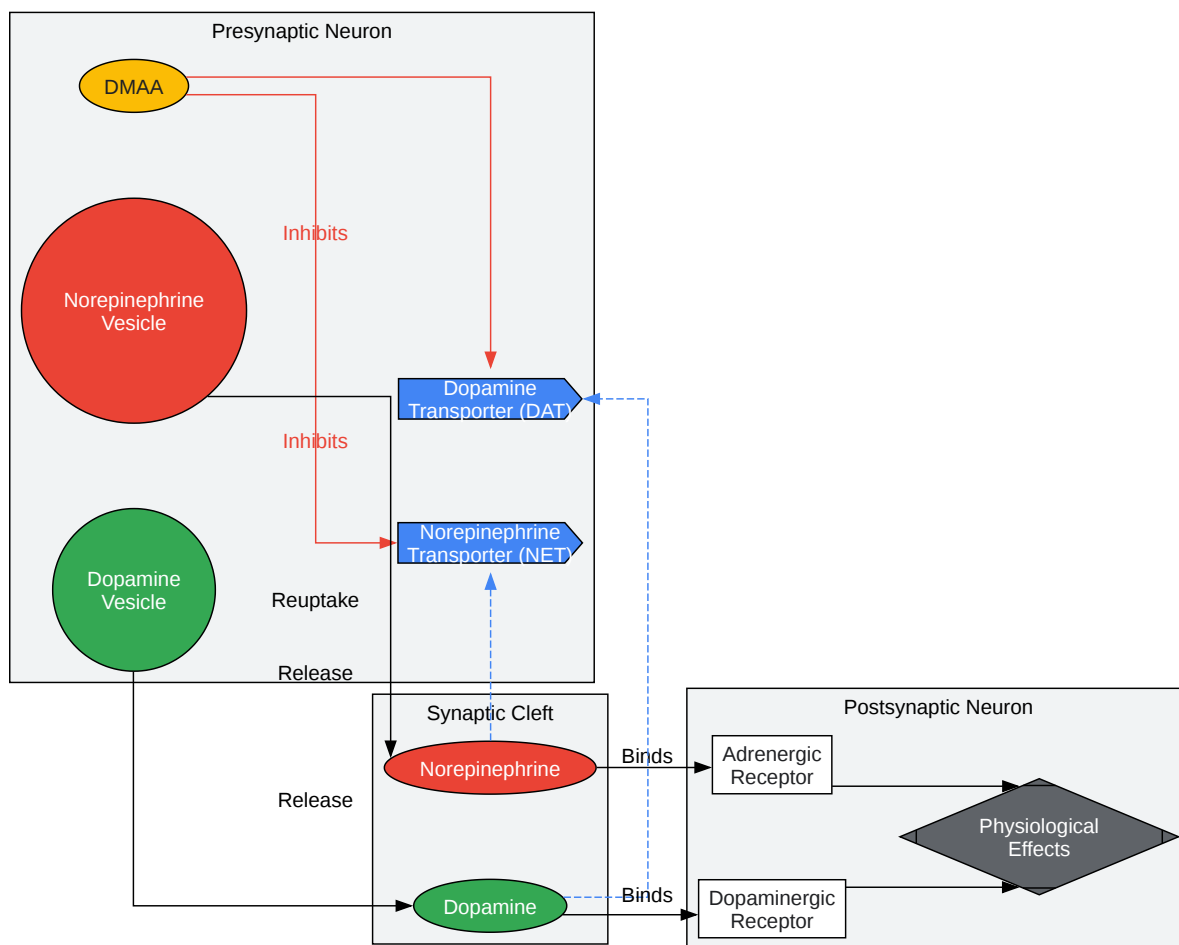 Presynaptic Neuron
DMAA
Inhibits
Norepinephrine
Vesicle
Dopamine
Transporter (DAT)
Inhibits
Norepinephrine
Transporter (NET)
Dopamine
Vesicle
Reuptake
Release
Synaptic Cleft
Postsynaptic Neuron
Norepinephrine
Binds
Adrenergic
Receptor
Release
Physiological
Effects
Dopamine
Binds
Dopaminergic
Receptor